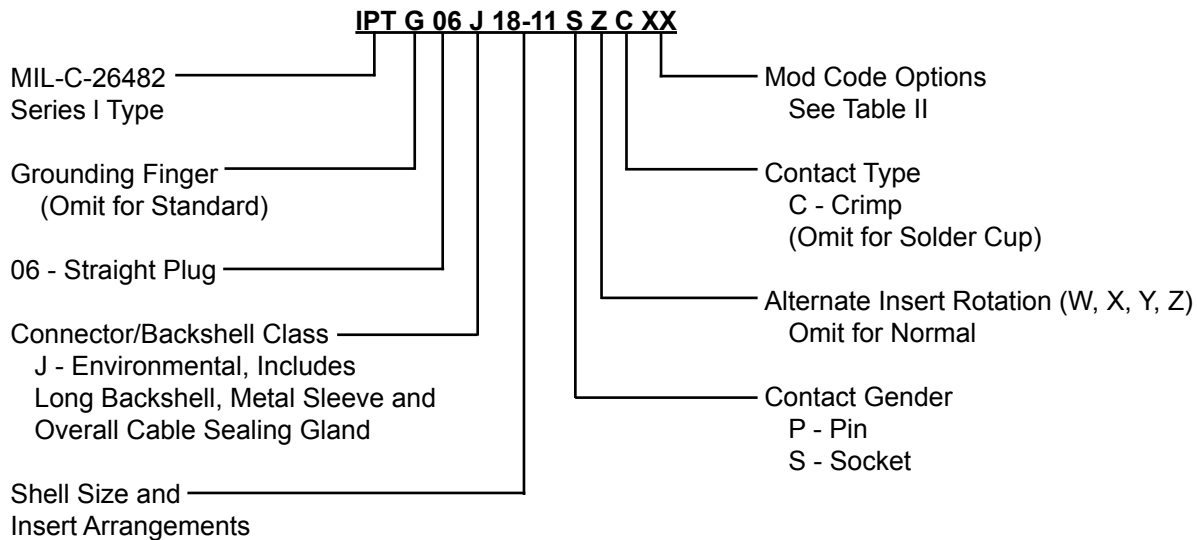 IPT G 06 J 18-11 S Z C XX
MIL-C-26482
Series I Type
Grounding Finger
(Omit for Standard)
06 - Straight Plug
Connector/Backshell Class
J - Environmental, Includes
Long Backshell, Metal Sleeve and
Overall Cable Sealing Gland
Shell Size and
Insert Arrangements
Mod Code Options
See Table II
Contact Type
C - Crimp
(Omit for Solder Cup)
Alternate Insert Rotation (W, X, Y, Z)
Omit for Normal
Contact Gender
P - Pin
S - Socket